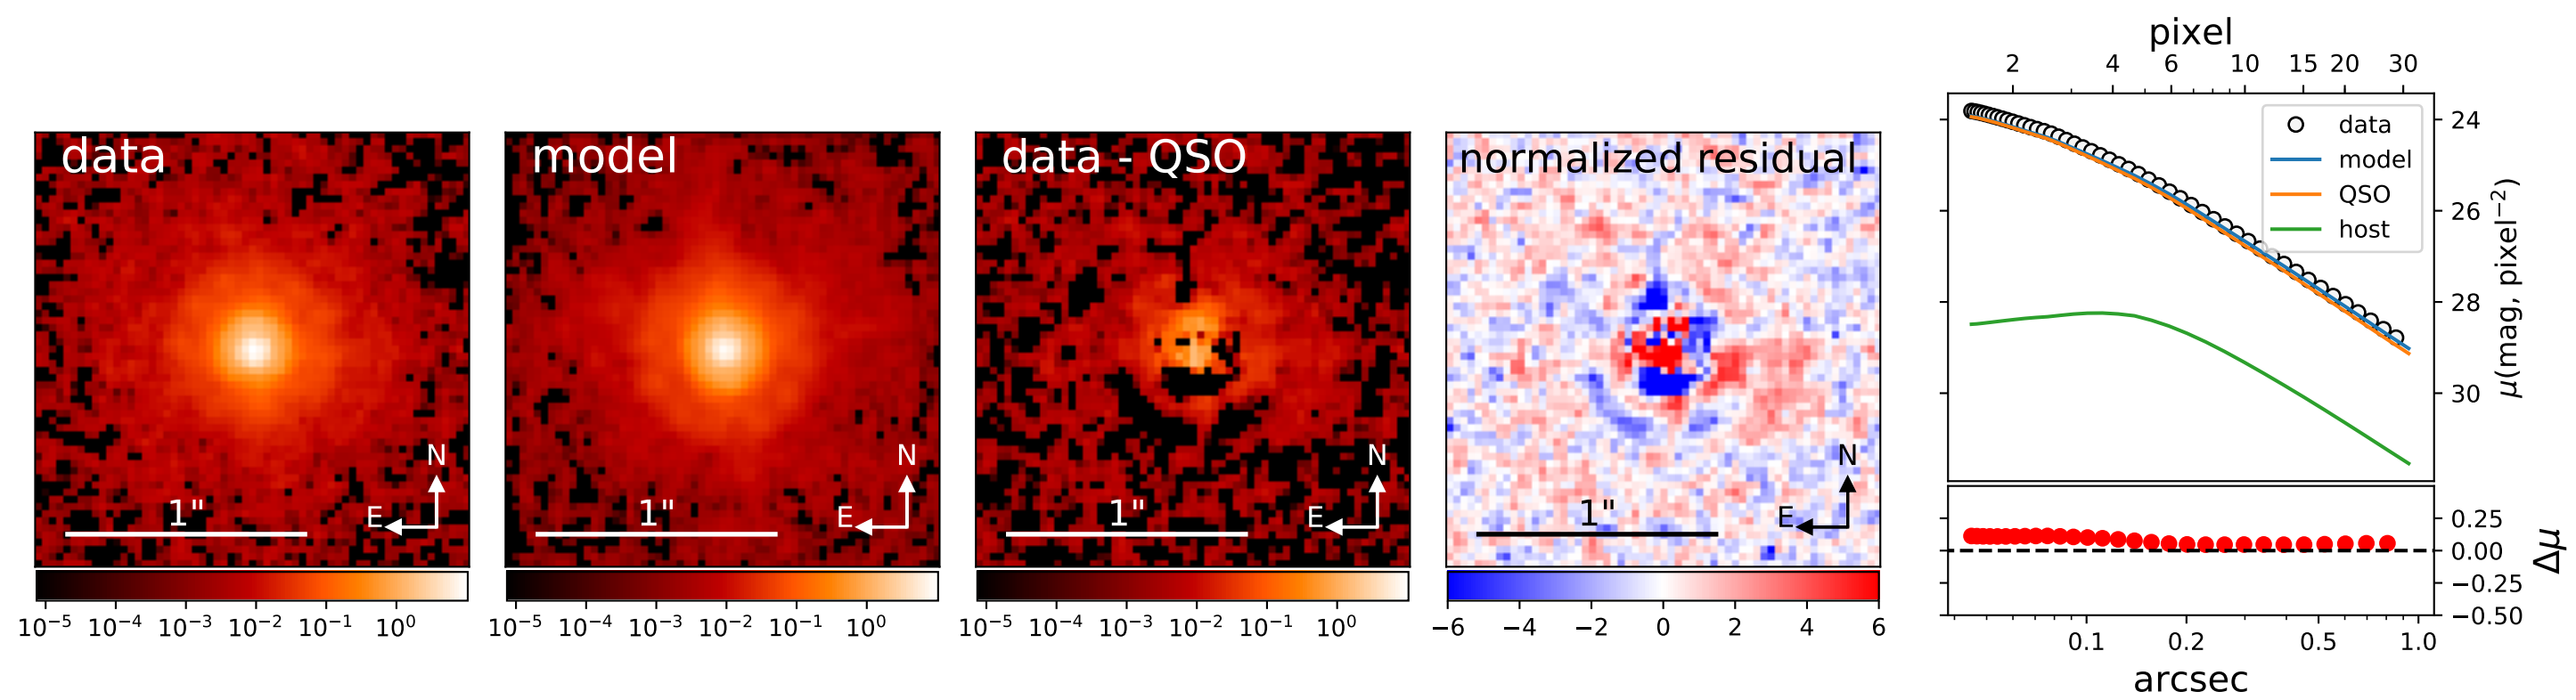 data
N
1"
E
10⁻⁵ 10⁻⁴ 10⁻³ 10⁻² 10⁻¹ 10⁰
model
N
1"
E
10⁻⁵ 10⁻⁴ 10⁻³ 10⁻² 10⁻¹ 10⁰
data - QSO
N
1"
E
10⁻⁵ 10⁻⁴ 10⁻³ 10⁻² 10⁻¹ 10⁰
normalized residual
N
1"
E
−6 −4 −2 0 2 4 6
pixel
2 4 6 10 15 20 30
data
model
QSO
host
24
26
28
30
μ(mag, pixel⁻²)
0.25
0.00
−0.25
−0.50
Δμ
0.1 0.2 0.5 1.0
arcsec